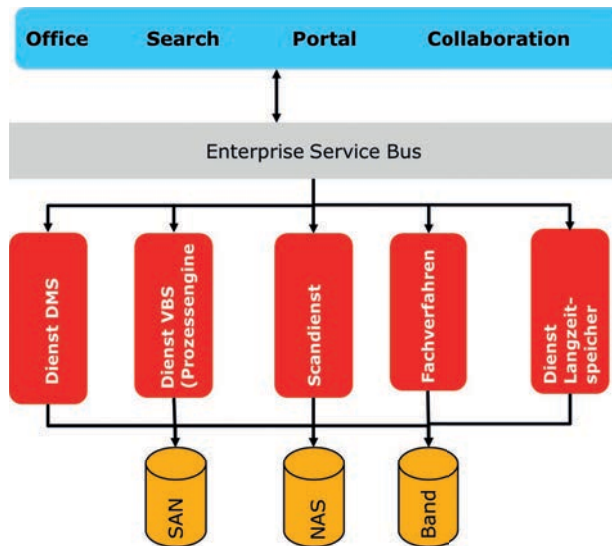 Office Search Portal Collaboration
Enterprise Service Bus
Dienst DMS
Dienst VBS
(Prozessengine
Scandienst
Fachverfahren
Dienst
Langzeit-
speicher
SAN
NAS
Band